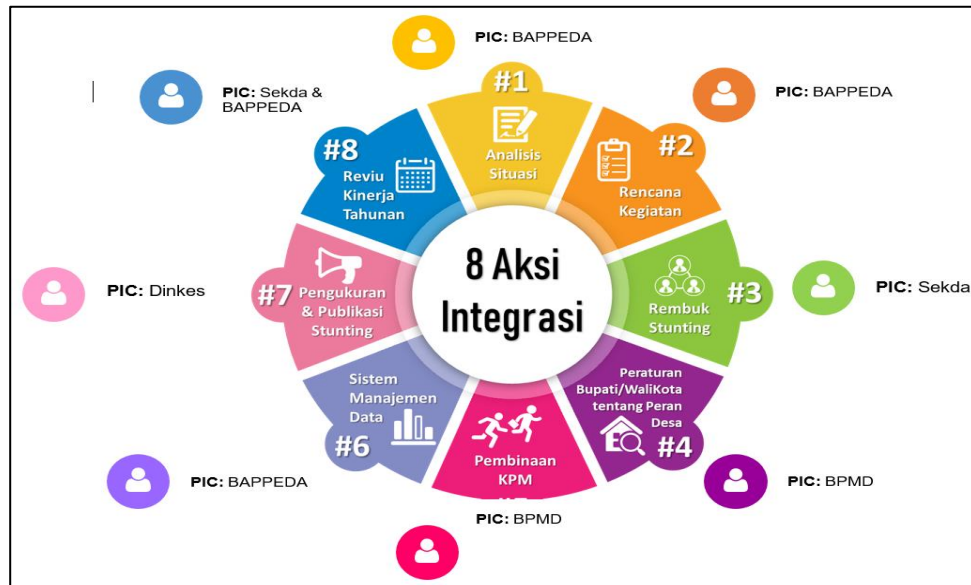 PIC: BAPPEDA
#1
Analisis
Situasi
PIC: BAPPEDA
#2
Rencana
Kegiatan
PIC: Sekda
#3
Rembuk
Stunting
PIC: BPMD
Peraturan
Bupati/WaliKota
tentang Peran
Desa
#4
Pembinaan
KPM
PIC: BPMD
Sistem
Manajemen
Data
#6
PIC: BAPPEDA
PIC: Dinkes
#7
Pengukuran
& Publikasi
Stunting
PIC: Sekda &
BAPPEDA
#8
Reviu
Kinerja
Tahunan
8 Aksi
Integrasi